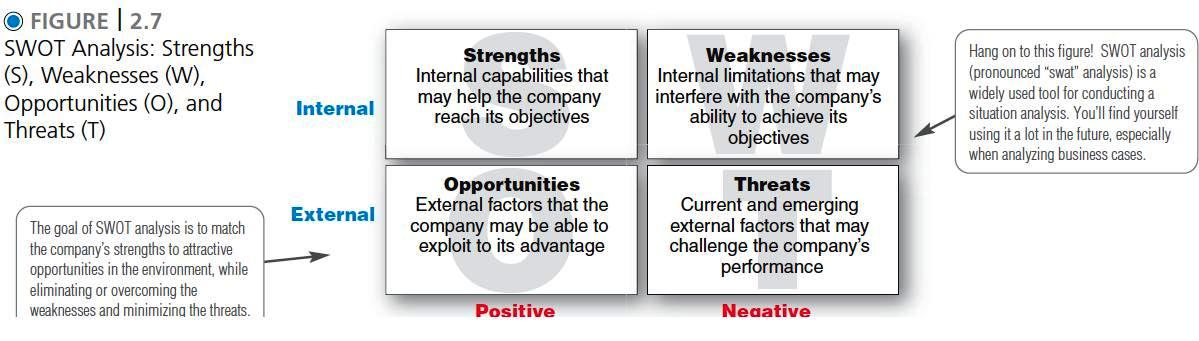 FIGURE | 2.7
SWOT Analysis: Strengths
(S), Weaknesses (W),
Opportunities (O), and
Threats (T)
Internal
S
Strengths
Internal capabilities that
may help the company
reach its objectives
W
Weaknesses
Internal limitations that may
interfere with the company's
ability to achieve its
objectives
Hang on to this figure! SWOT analysis
(pronounced "swat" analysis) is a
widely used tool for conducting a
situation analysis. You'll find yourself
using it a lot in the future, especially
when analyzing business cases.
External
O
Opportunities
External factors that the
company may be able to
exploit to its advantage
T
Threats
Current and emerging
external factors that may
challenge the company's
performance
The goal of SWOT analysis is to match
the company's strengths to attractive
opportunities in the environment, while
eliminating or overcoming the
weaknesses and minimizing the threats.
Positive
Negative